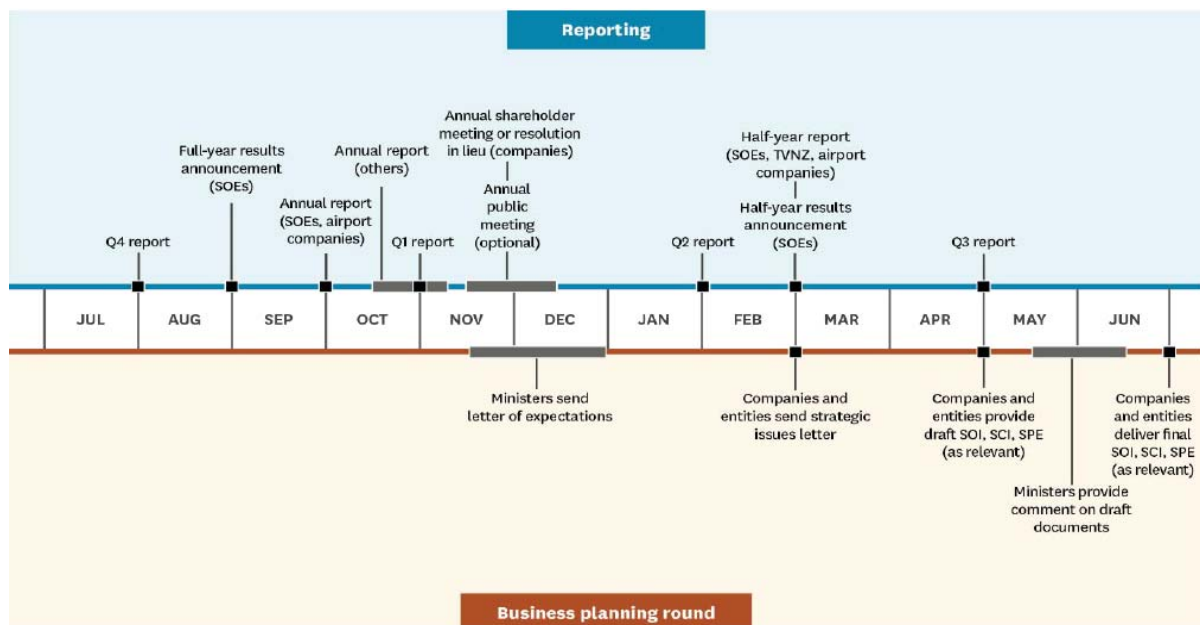 Reporting
Annual shareholder
meeting or resolution
in lieu (companies)
Annual
public
meeting
(optional)
Half-year report
(SOEs, TVNZ, airport
companies)
Half-year results
announcement
(SOEs)
Full-year results
announcement
(SOEs)
Annual report
(others)
Annual report
(SOEs, airport
companies)
Q4 report
Q1 report
Q2 report
Q3 report
JUL
AUG
SEP
OCT
NOV
DEC
JAN
FEB
MAR
APR
MAY
JUN
Ministers send
letter of expectations
Companies and
entities send strategic
issues letter
Companies and
entities provide
draft SOI, SCI, SPE
(as relevant)
Companies
and entities
deliver final
SOI, SCI, SPE
(as relevant)
Ministers provide
comment on draft
documents
Business planning round